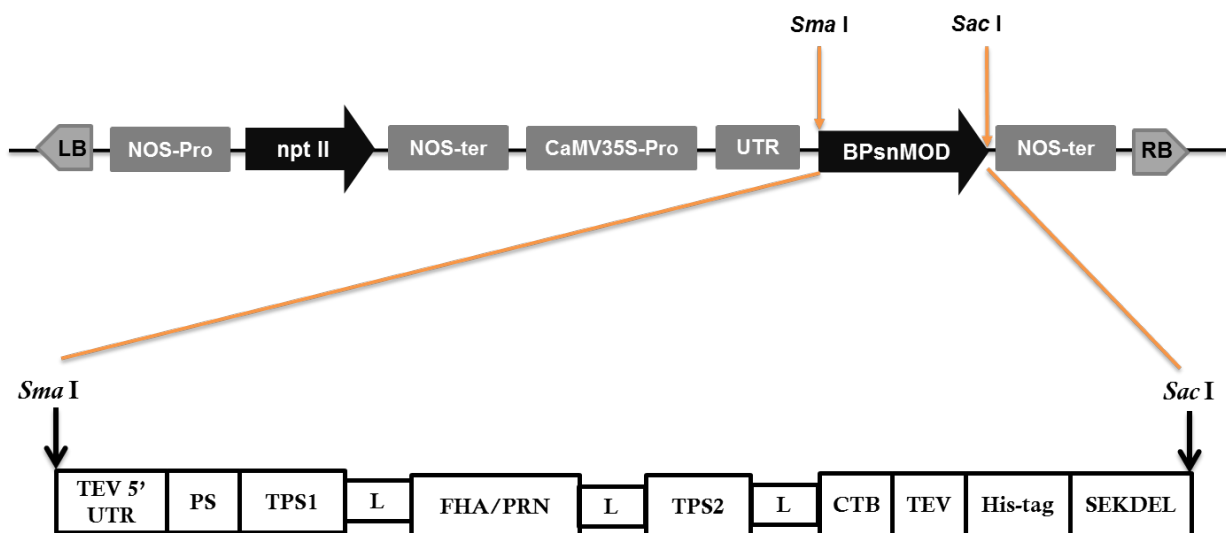 Sma I
Sac I
LB
NOS-Pro
npt II
NOS-ter
CaMV35S-Pro
UTR
BPsnMOD
NOS-ter
RB
Sma I
Sac I
TEV 5’
UTR
PS
TPS1
L
FHA/PRN
L
TPS2
L
CTB
TEV
His-tag
SEKDEL